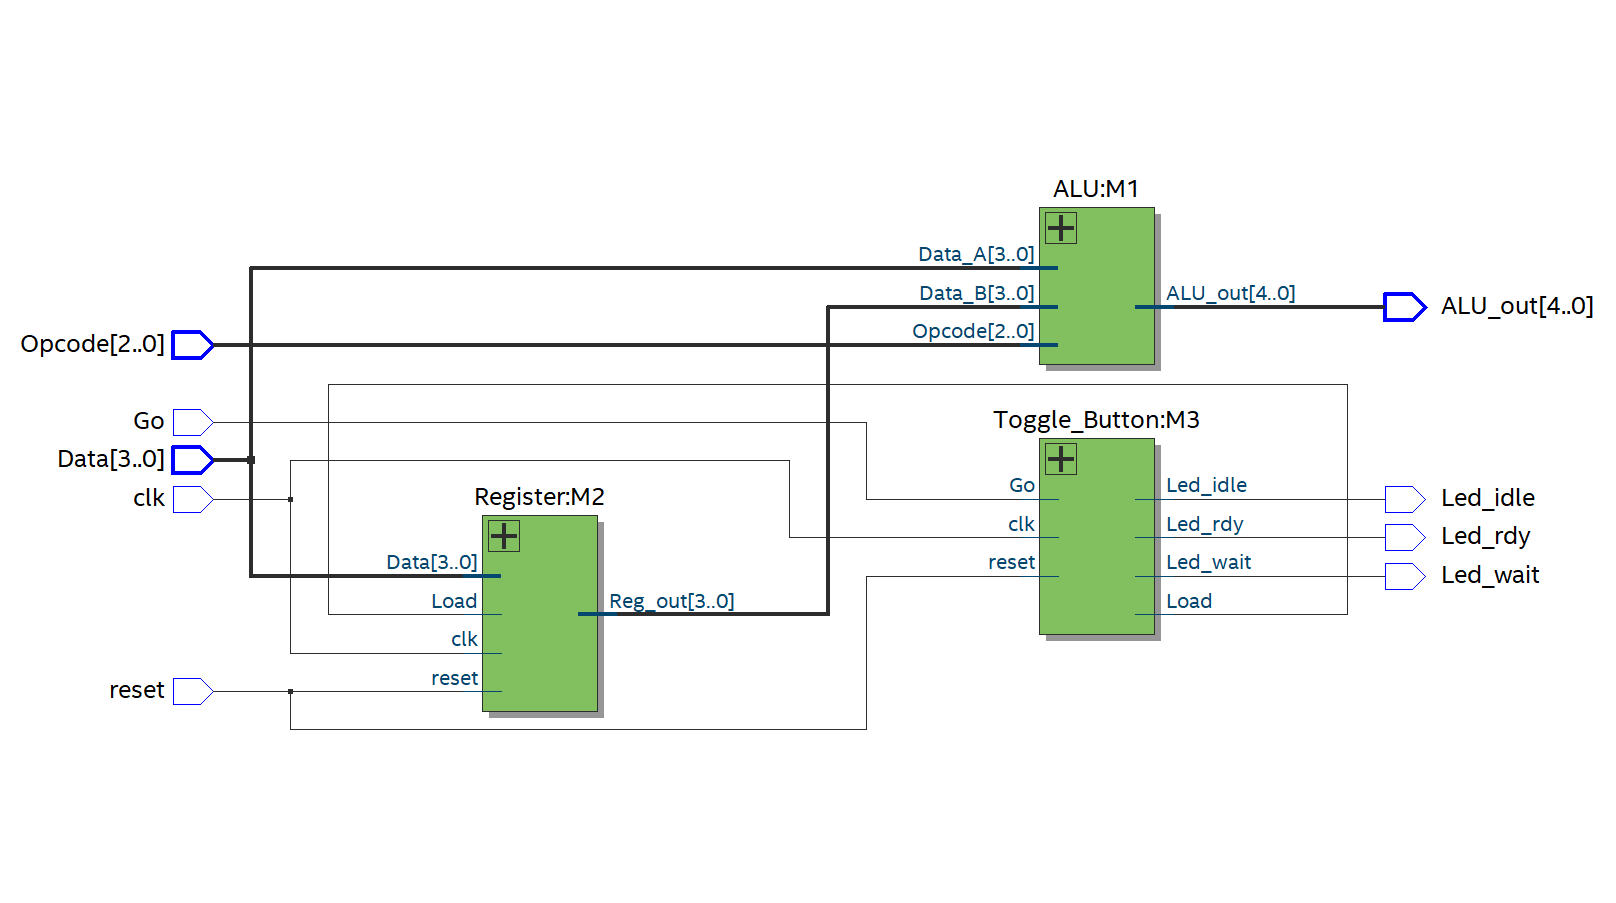 ALU:M1
Data_A[3..0]
Data_B[3..0]
ALU_out[4..0]
ALU_out[4..0]
Opcode[2..0]
Opcode[2..0]
Go
Toggle_Button:M3
Data[3..0]
clk
Register:M2
Go
Led_idle
Led_idle
clk
Led_rdy
Led_rdy
Data[3..0]
reset
Led_wait
Led_wait
Load
Reg_out[3..0]
Load
clk
reset
reset